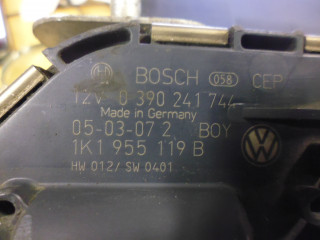 BOSCH 058 CEP
12V 0 390 241 744
Made in Germany
05-03-07 2 BOY
1K1 955 119 B
HW 012/ SW 0401